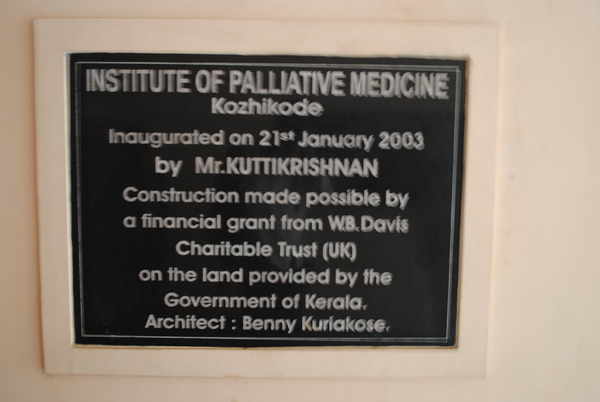 INSTITUTE OF PALLIATIVE MEDICINE
Kozhikode
Inaugurated on 21st January 2003
by Mr.KUTTIKRISHNAN
Construction made possible by
a financial grant from W.B.Davis
Charitable Trust (UK)
on the land provided by the
Government of Kerala.
Architect : Benny Kuriakose.